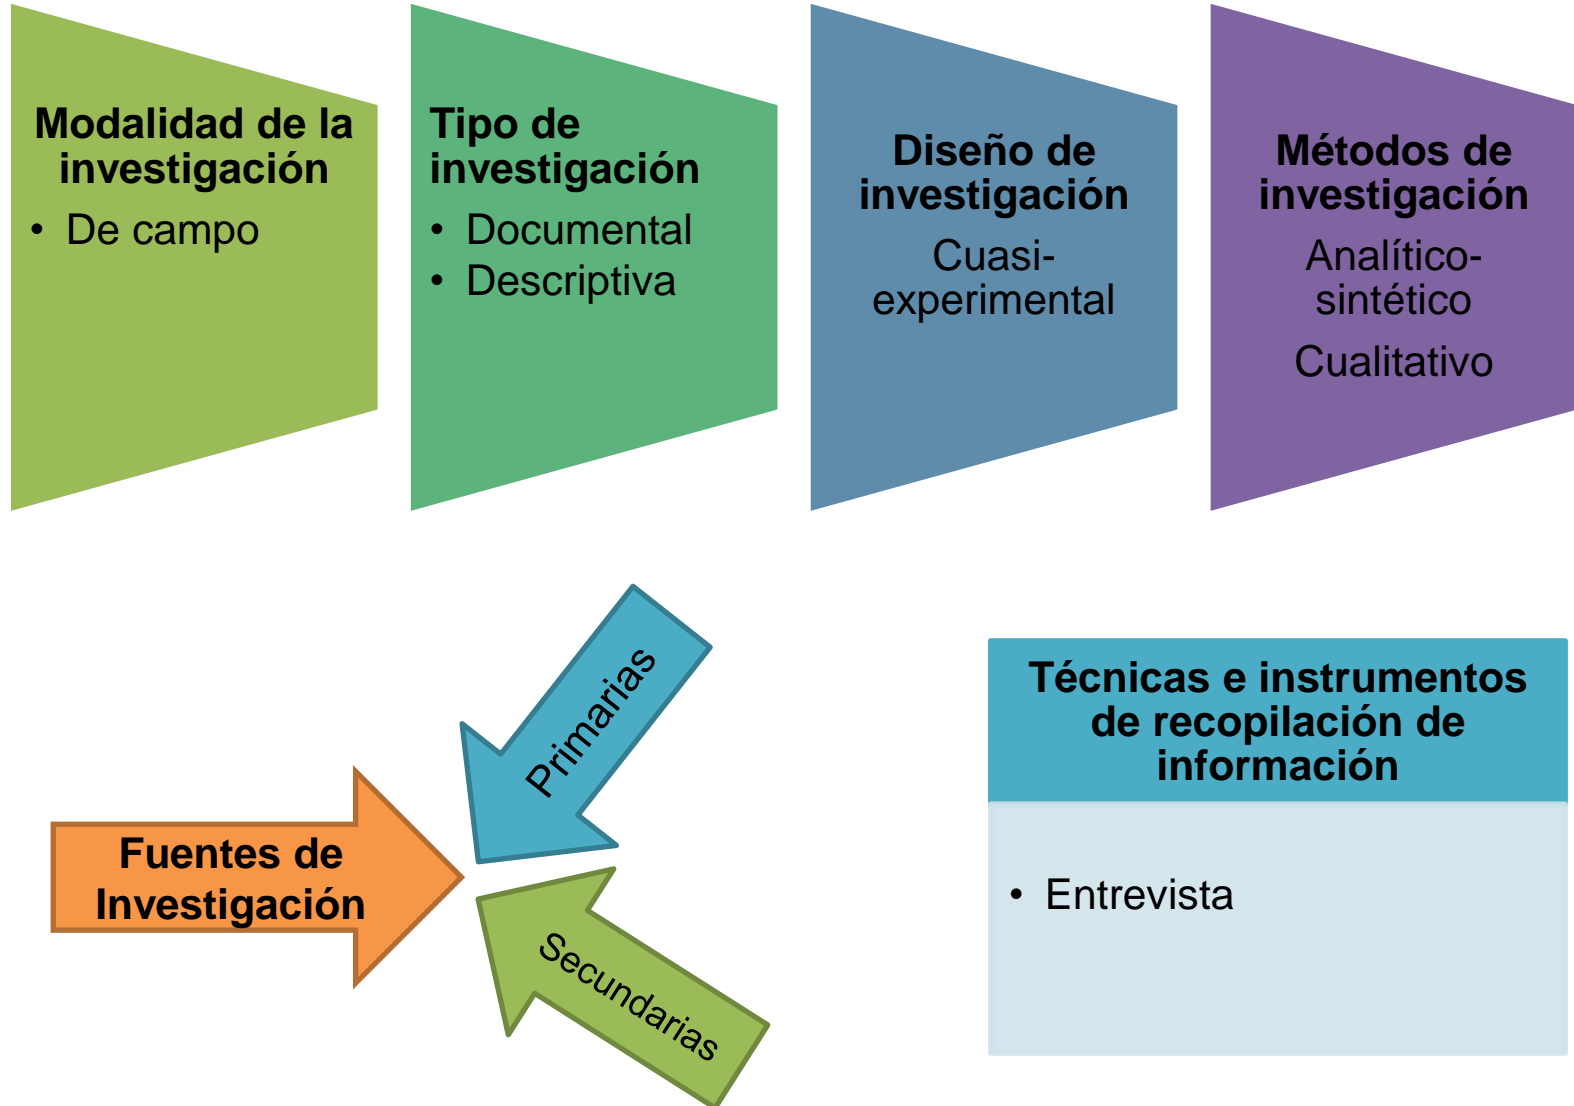 Modalidad de la
investigación
• De campo
Tipo de
investigación
• Documental
• Descriptiva
Diseño de
investigación
Cuasi-
experimental
Métodos de
investigación
Analítico-
sintético
Cualitativo
Fuentes de
Investigación
Primarias
Secundarias
Técnicas e instrumentos
de recopilación de
información
• Entrevista